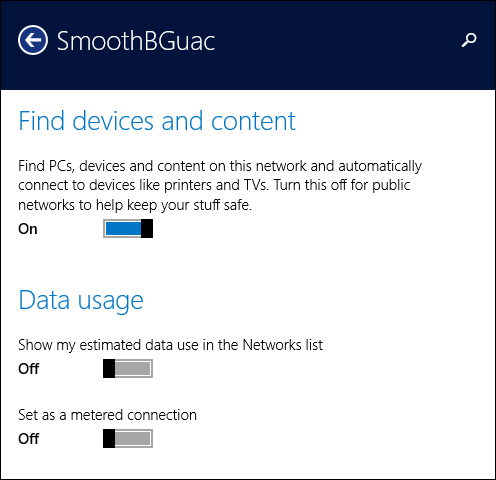 SmoothBGuac
Find devices and content
Find PCs, devices and content on this network and automatically
connect to devices like printers and TVs. Turn this off for public
networks to help keep your stuff safe.
On
Data usage
Show my estimated data use in the Networks list
Off
Set as a metered connection
Off